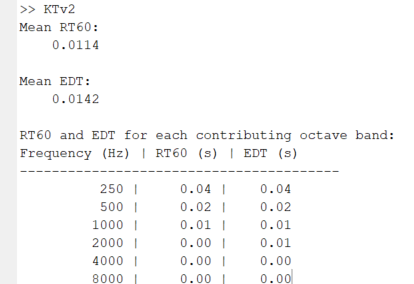 >> KTv2
Mean RT60:
0.0114
Mean EDT:
0.0142
RT60 and EDT for each contributing octave band:
Frequency (Hz) | RT60 (s) | EDT (s)
----------------------------------------
250 | 0.04 | 0.04
500 | 0.02 | 0.02
1000 | 0.01 | 0.01
2000 | 0.00 | 0.01
4000 | 0.00 | 0.00
8000 | 0.00 | 0.00